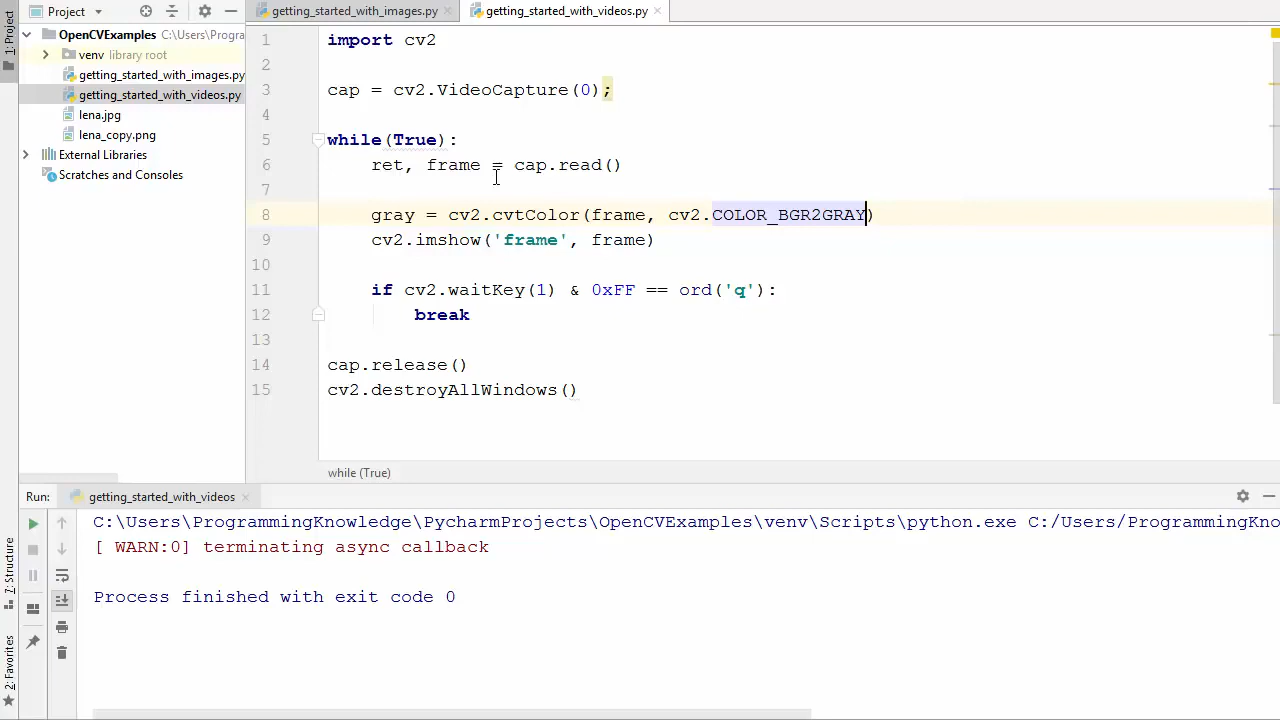 Project
getting_started_with_images.py
getting_started_with_videos.py
1: Project
OpenCVExamples C:\Users\Progra
venv library root
getting_started_with_images.py
getting_started_with_videos.py
lena.jpg
lena_copy.png
External Libraries
Scratches and Consoles
1 import cv2
2
3 cap = cv2.VideoCapture(0);
4
5 while(True):
6 ret, frame = cap.read()
7
8 gray = cv2.cvtColor(frame, cv2.COLOR_BGR2GRAY)
9 cv2.imshow('frame', frame)
10
11 if cv2.waitKey(1) & 0xFF == ord('q'):
12 break
13
14 cap.release()
15 cv2.destroyAllWindows()
while (True)
Run: getting_started_with_videos
C:\Users\ProgrammingKnowledge\PycharmProjects\OpenCVExamples\venv\Scripts\python.exe C:/Users/ProgrammingKno
[ WARN:0] terminating async callback
Process finished with exit code 0
7: Structure
2: Favorites